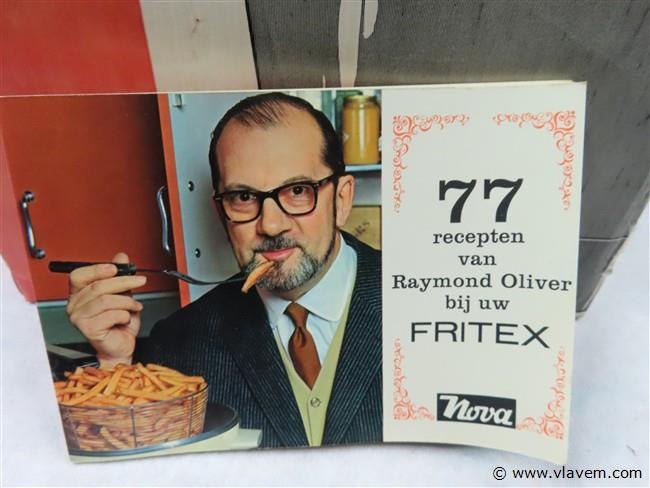 77
recepten
van
Raymond Oliver
bij uw
FRITEX
Nova
© www.vlavem.com